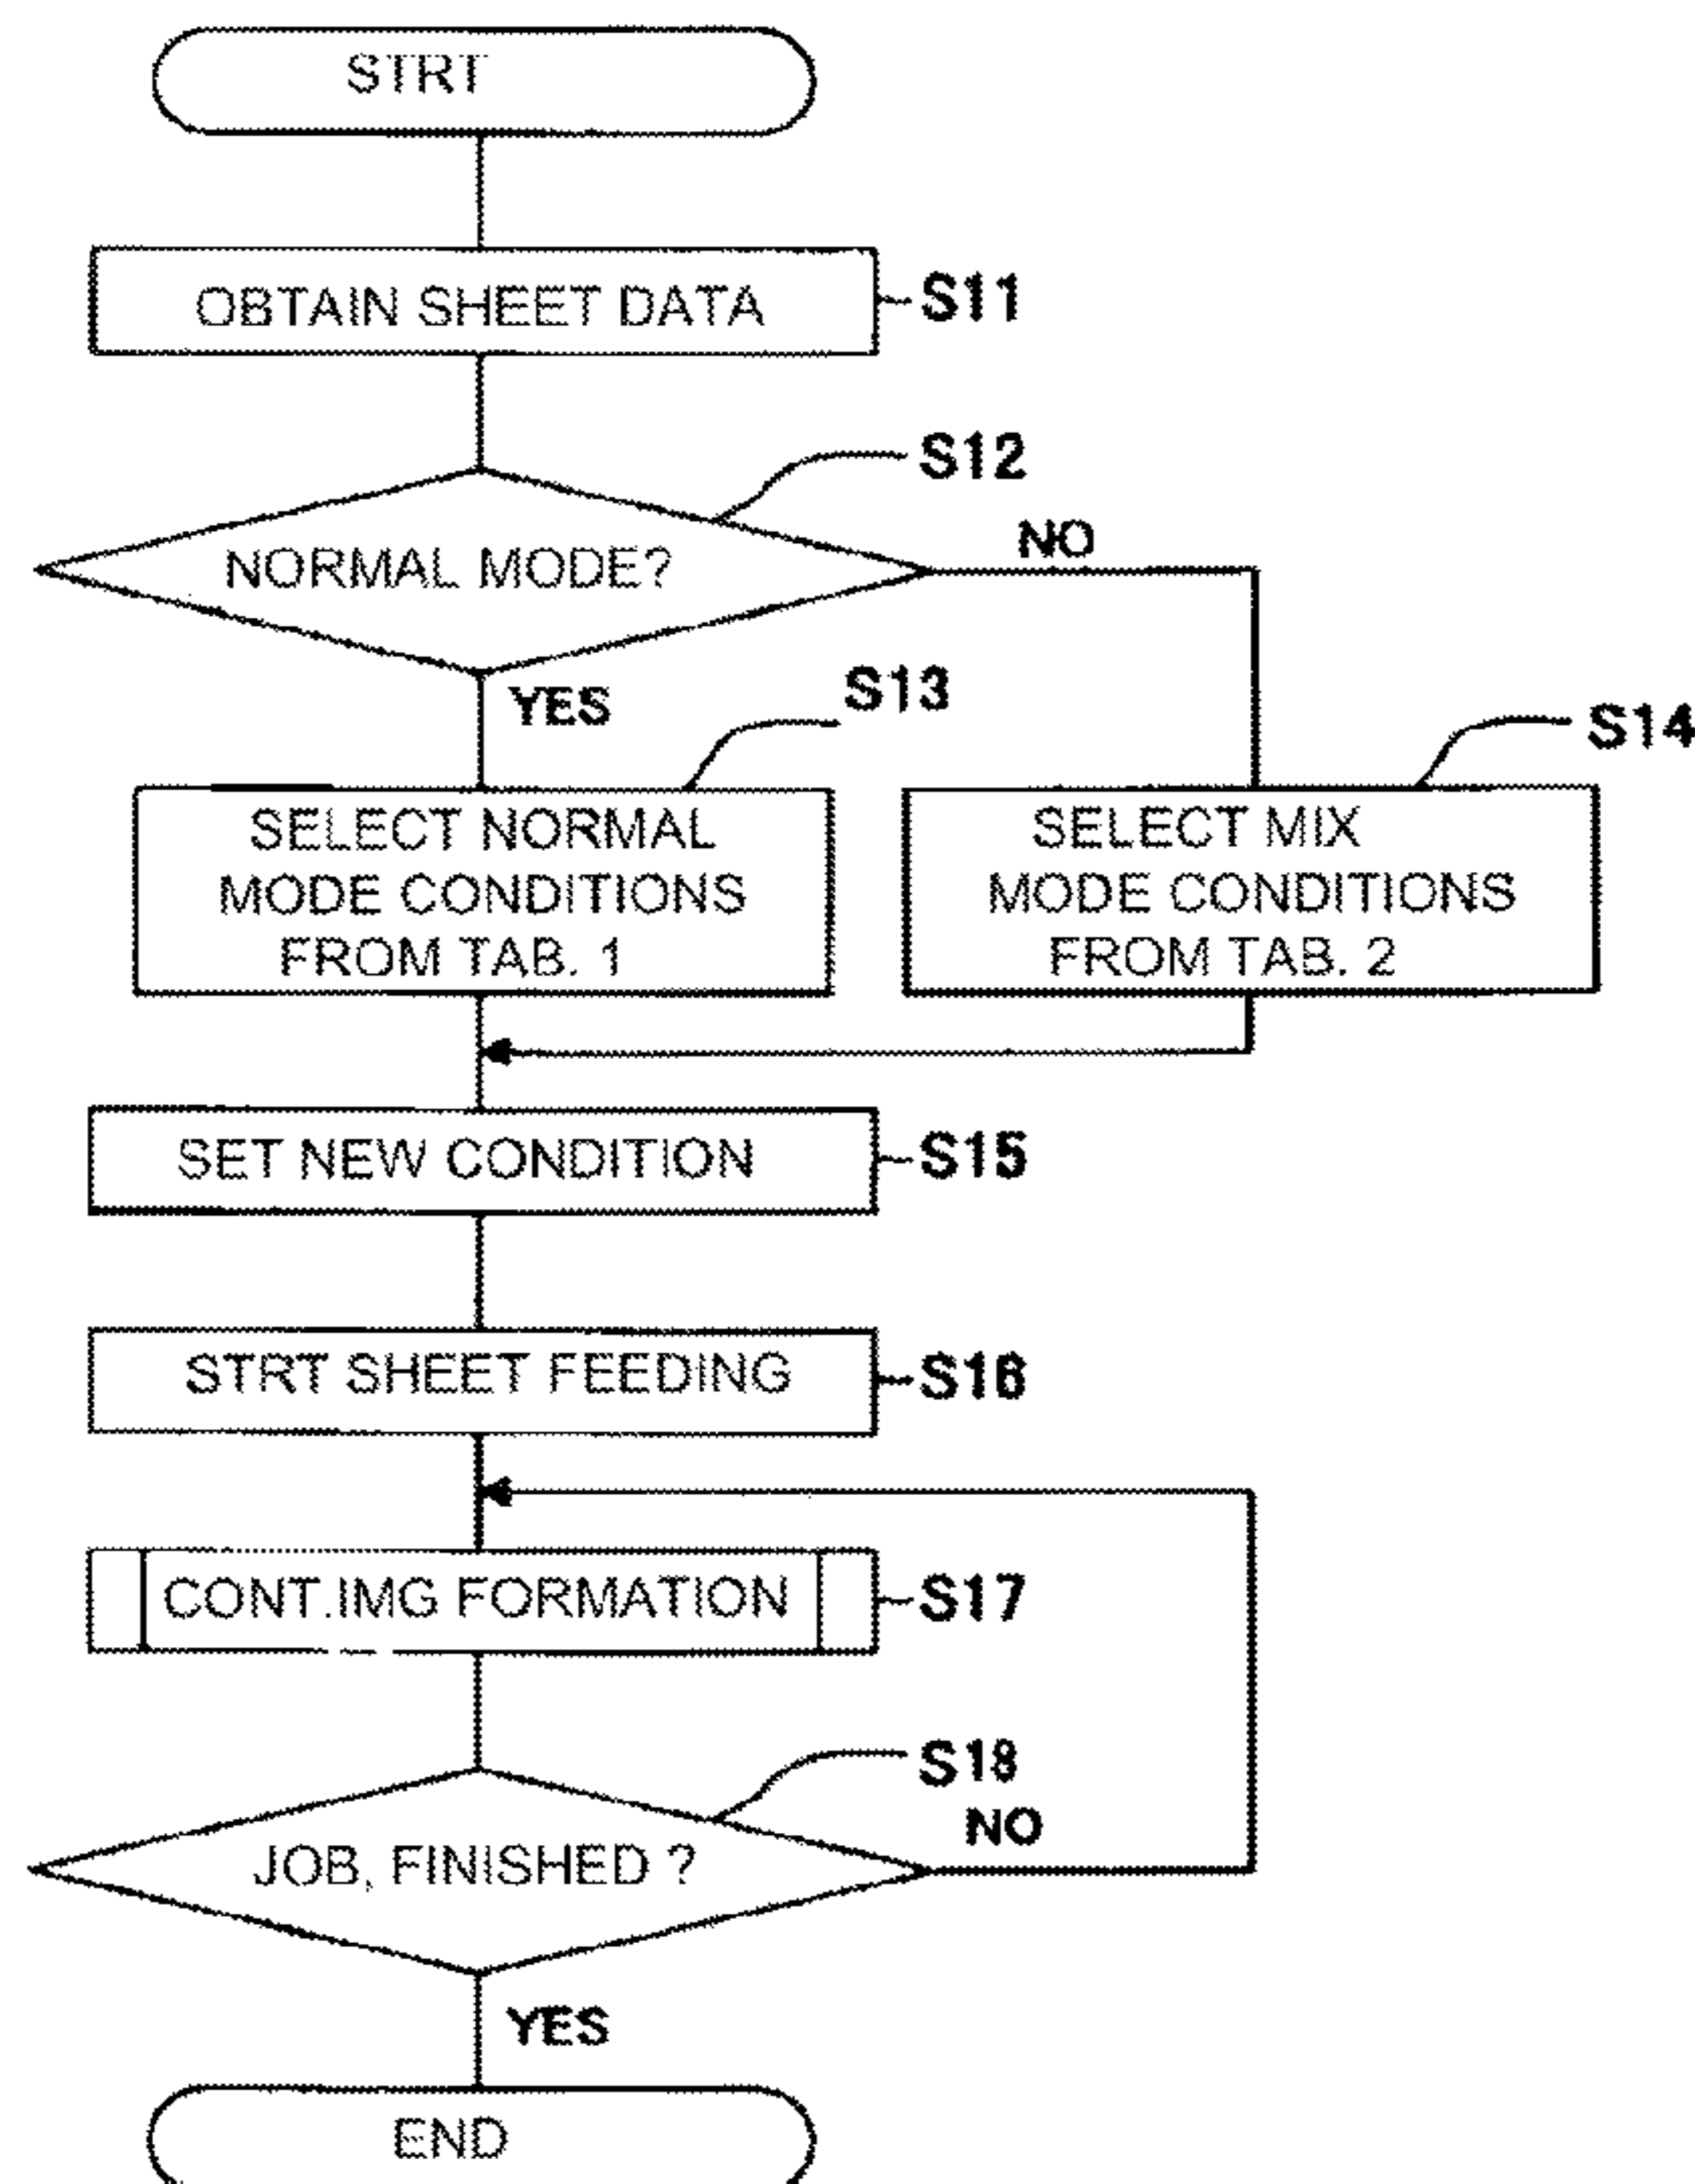 STRT
OBTAIN SHEET DATA
S11
S12
NORMAL MODE?
NO
YES
S13
S14
SELECT NORMAL
MODE CONDITIONS
FROM TAB. 1
SELECT MIX
MODE CONDITIONS
FROM TAB. 2
SET NEW CONDITION
S15
STRT SHEET FEEDING
S16
CONT.IMG FORMATION
S17
S18
JOB, FINISHED ?
NO
YES
END